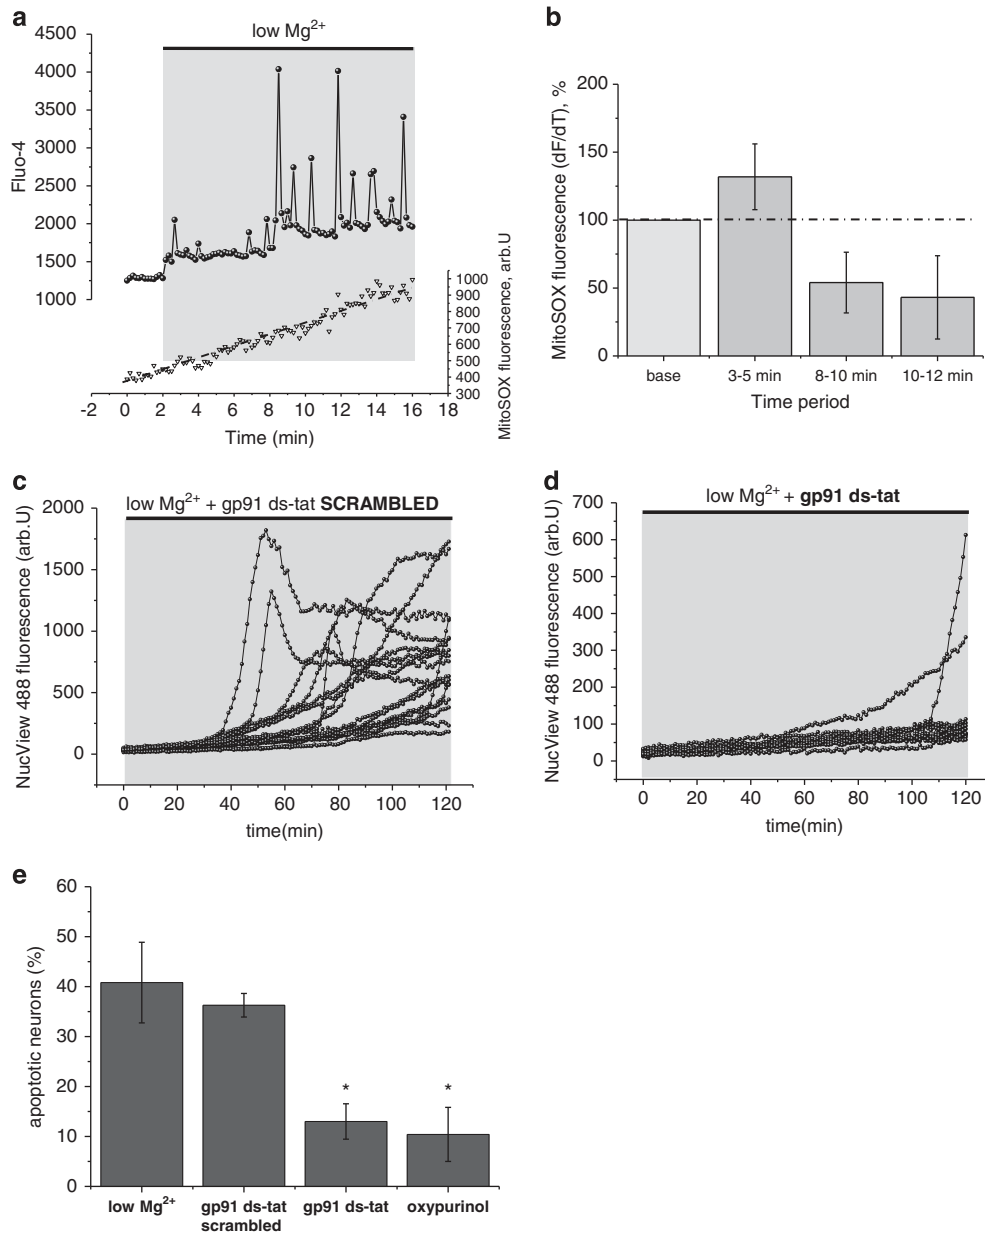 a
low Mg2+
4500
4000
3500
3000
2500
2000
1500
1000
Fluo-4
1000
900
800
700
600
500
400
300
MitoSOX fluorescence, arb.U
-2 0 2 4 6 8 10 12 14 16 18
Time (min)
b
200
150
100
50
0
MitoSOX fluorescence (dF/dT), %
base 3-5 min 8-10 min 10-12 min
Time period
c
low Mg2+ + gp91 ds-tat SCRAMBLED
2000
1500
1000
500
0
NucView 488 fluorescence (arb.U)
0 20 40 60 80 100 120
time(min)
d
low Mg2+ + gp91 ds-tat
700
600
500
400
300
200
100
0
NucView 488 fluorescence (arb.U)
0 20 40 60 80 100 120
time(min)
e
60
50
40
30
20
10
0
apoptotic neurons (%)
* *
low Mg2+ gp91 ds-tat gp91 ds-tat oxypurinol
scrambled